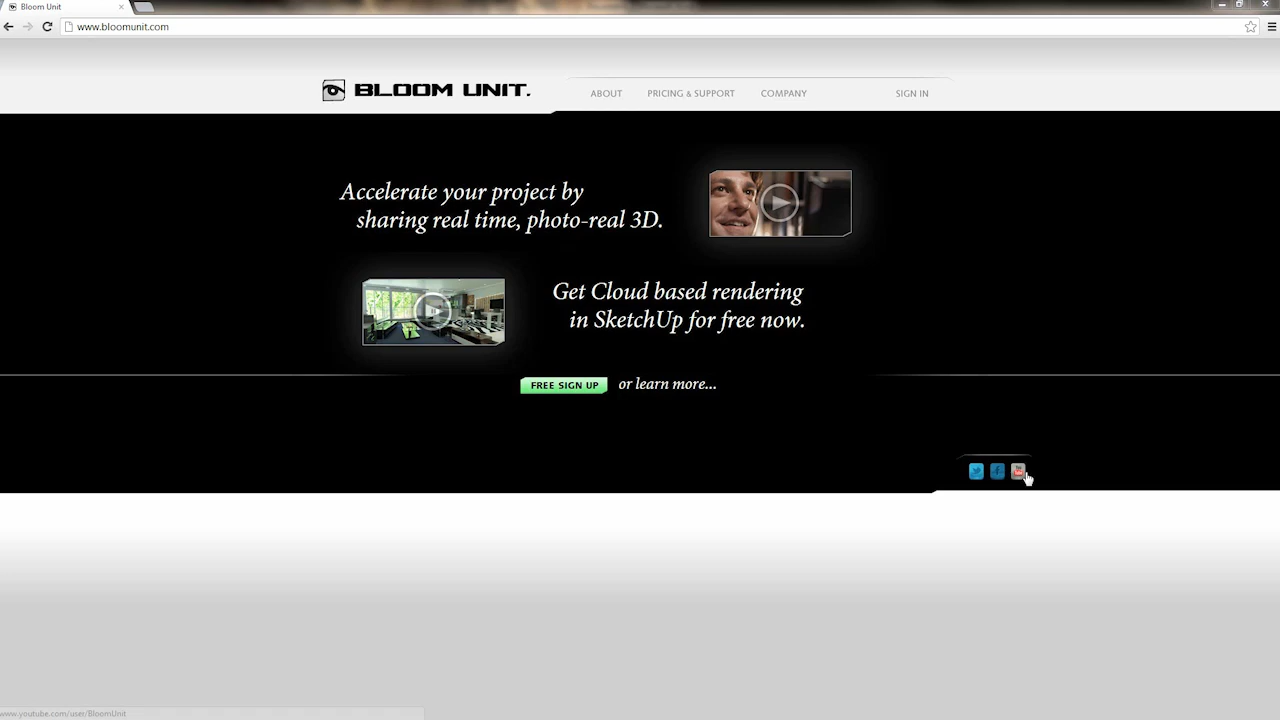 Bloom Unit
www.bloomunit.com
BLOOM UNIT.
ABOUT
PRICING & SUPPORT
COMPANY
SIGN IN
Accelerate your project by
sharing real time, photo-real 3D.
Get Cloud based rendering
in SketchUp for free now.
FREE SIGN UP
or learn more...
You
Tube
www.youtube.com/user/BloomUnit